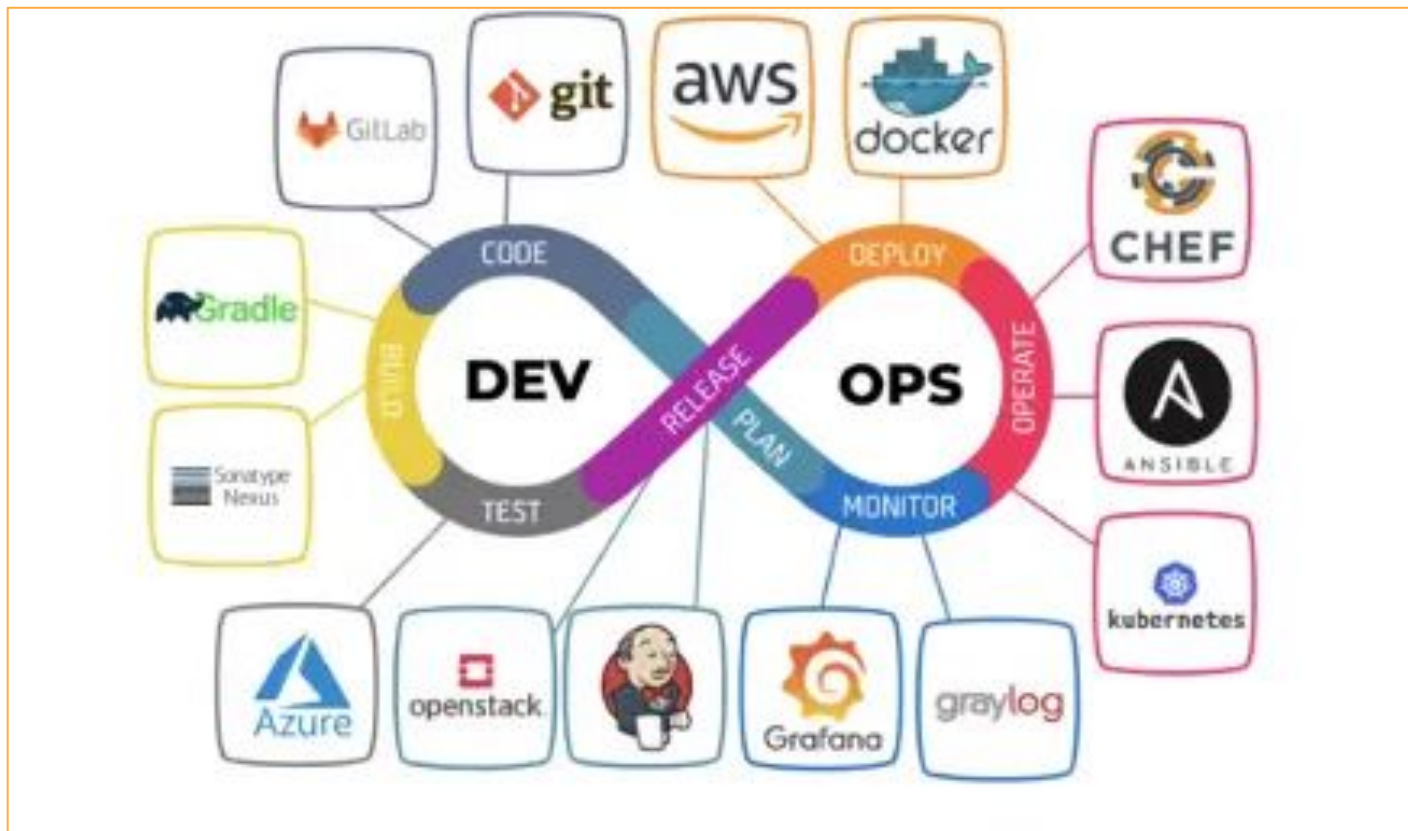 GitLab
git
aws
docker
CHEF
Gradle
CODE
DEPLOY
BUILD
DEV
RELEASE
PLAN
OPS
OPERATE
ANSIBLE
Sonatype
Nexus
TEST
MONITOR
kubernetes
Azure
openstack.
Grafana
graylog